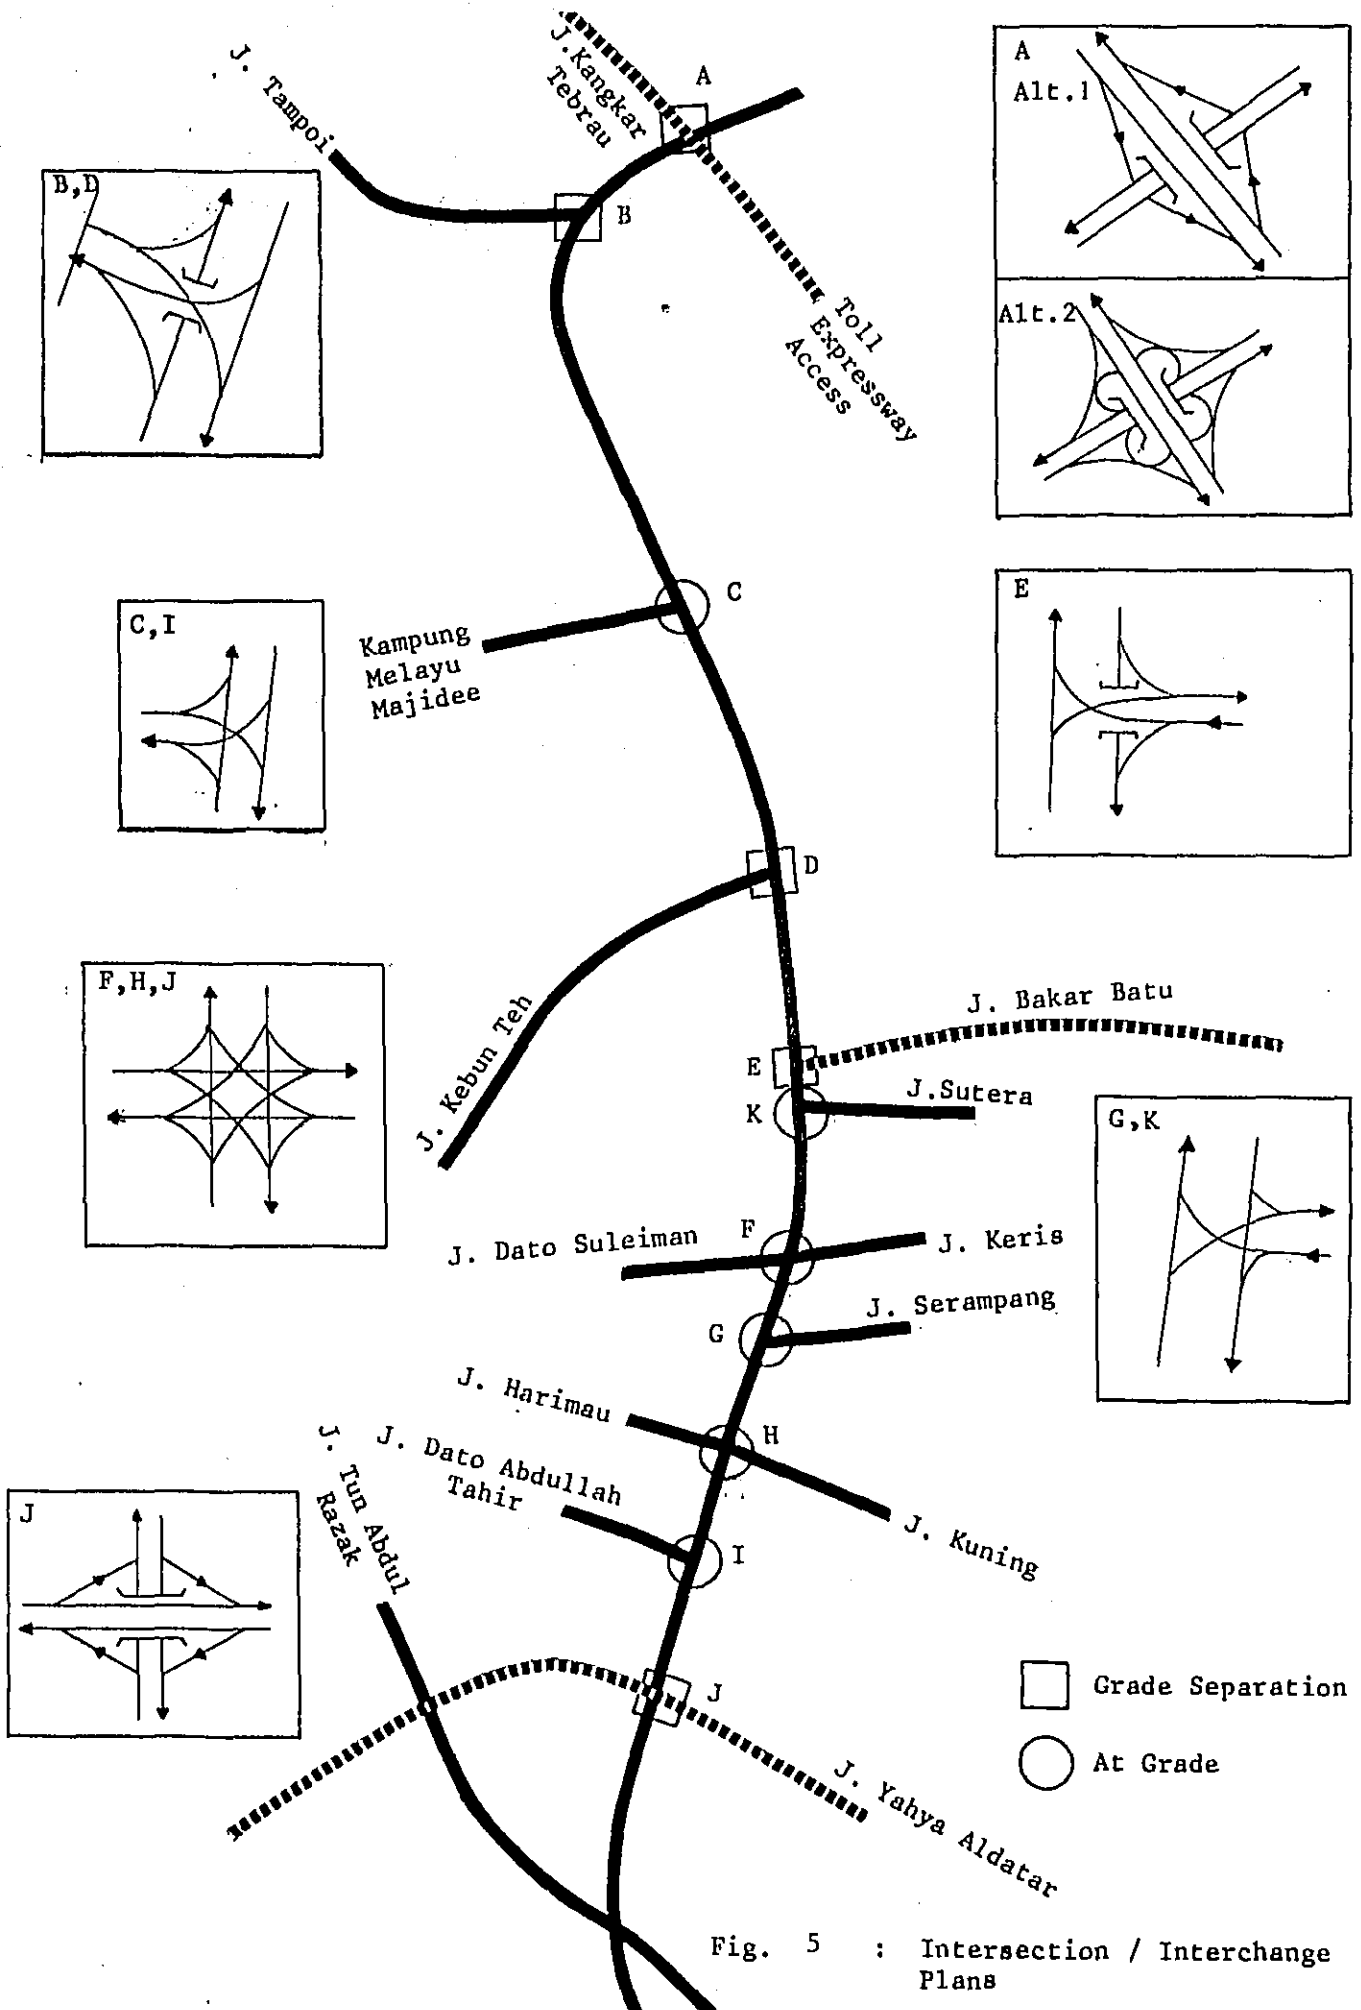 J.Kangkar
Tebrau
A
J. Tampoi
B
Toll
Expressway
Access
A
Alt.1
Alt.2
B,D
C
Kampung
Melayu
Majidee
C,I
E
D
J. Kebun Teh
F,H,J
J. Bakar Batu
E
J.Sutera
K
G,K
F
J. Dato Suleiman
J. Keris
J. Serampang
G
J. Harimau
H
J. Kuning
J. Dato Abdullah
Tahir
I
J. Tun Abdul
Razak
J
J
J. Yahya Aldatar
Grade Separation
At Grade
Fig. 5 : Intersection / Interchange
Plans